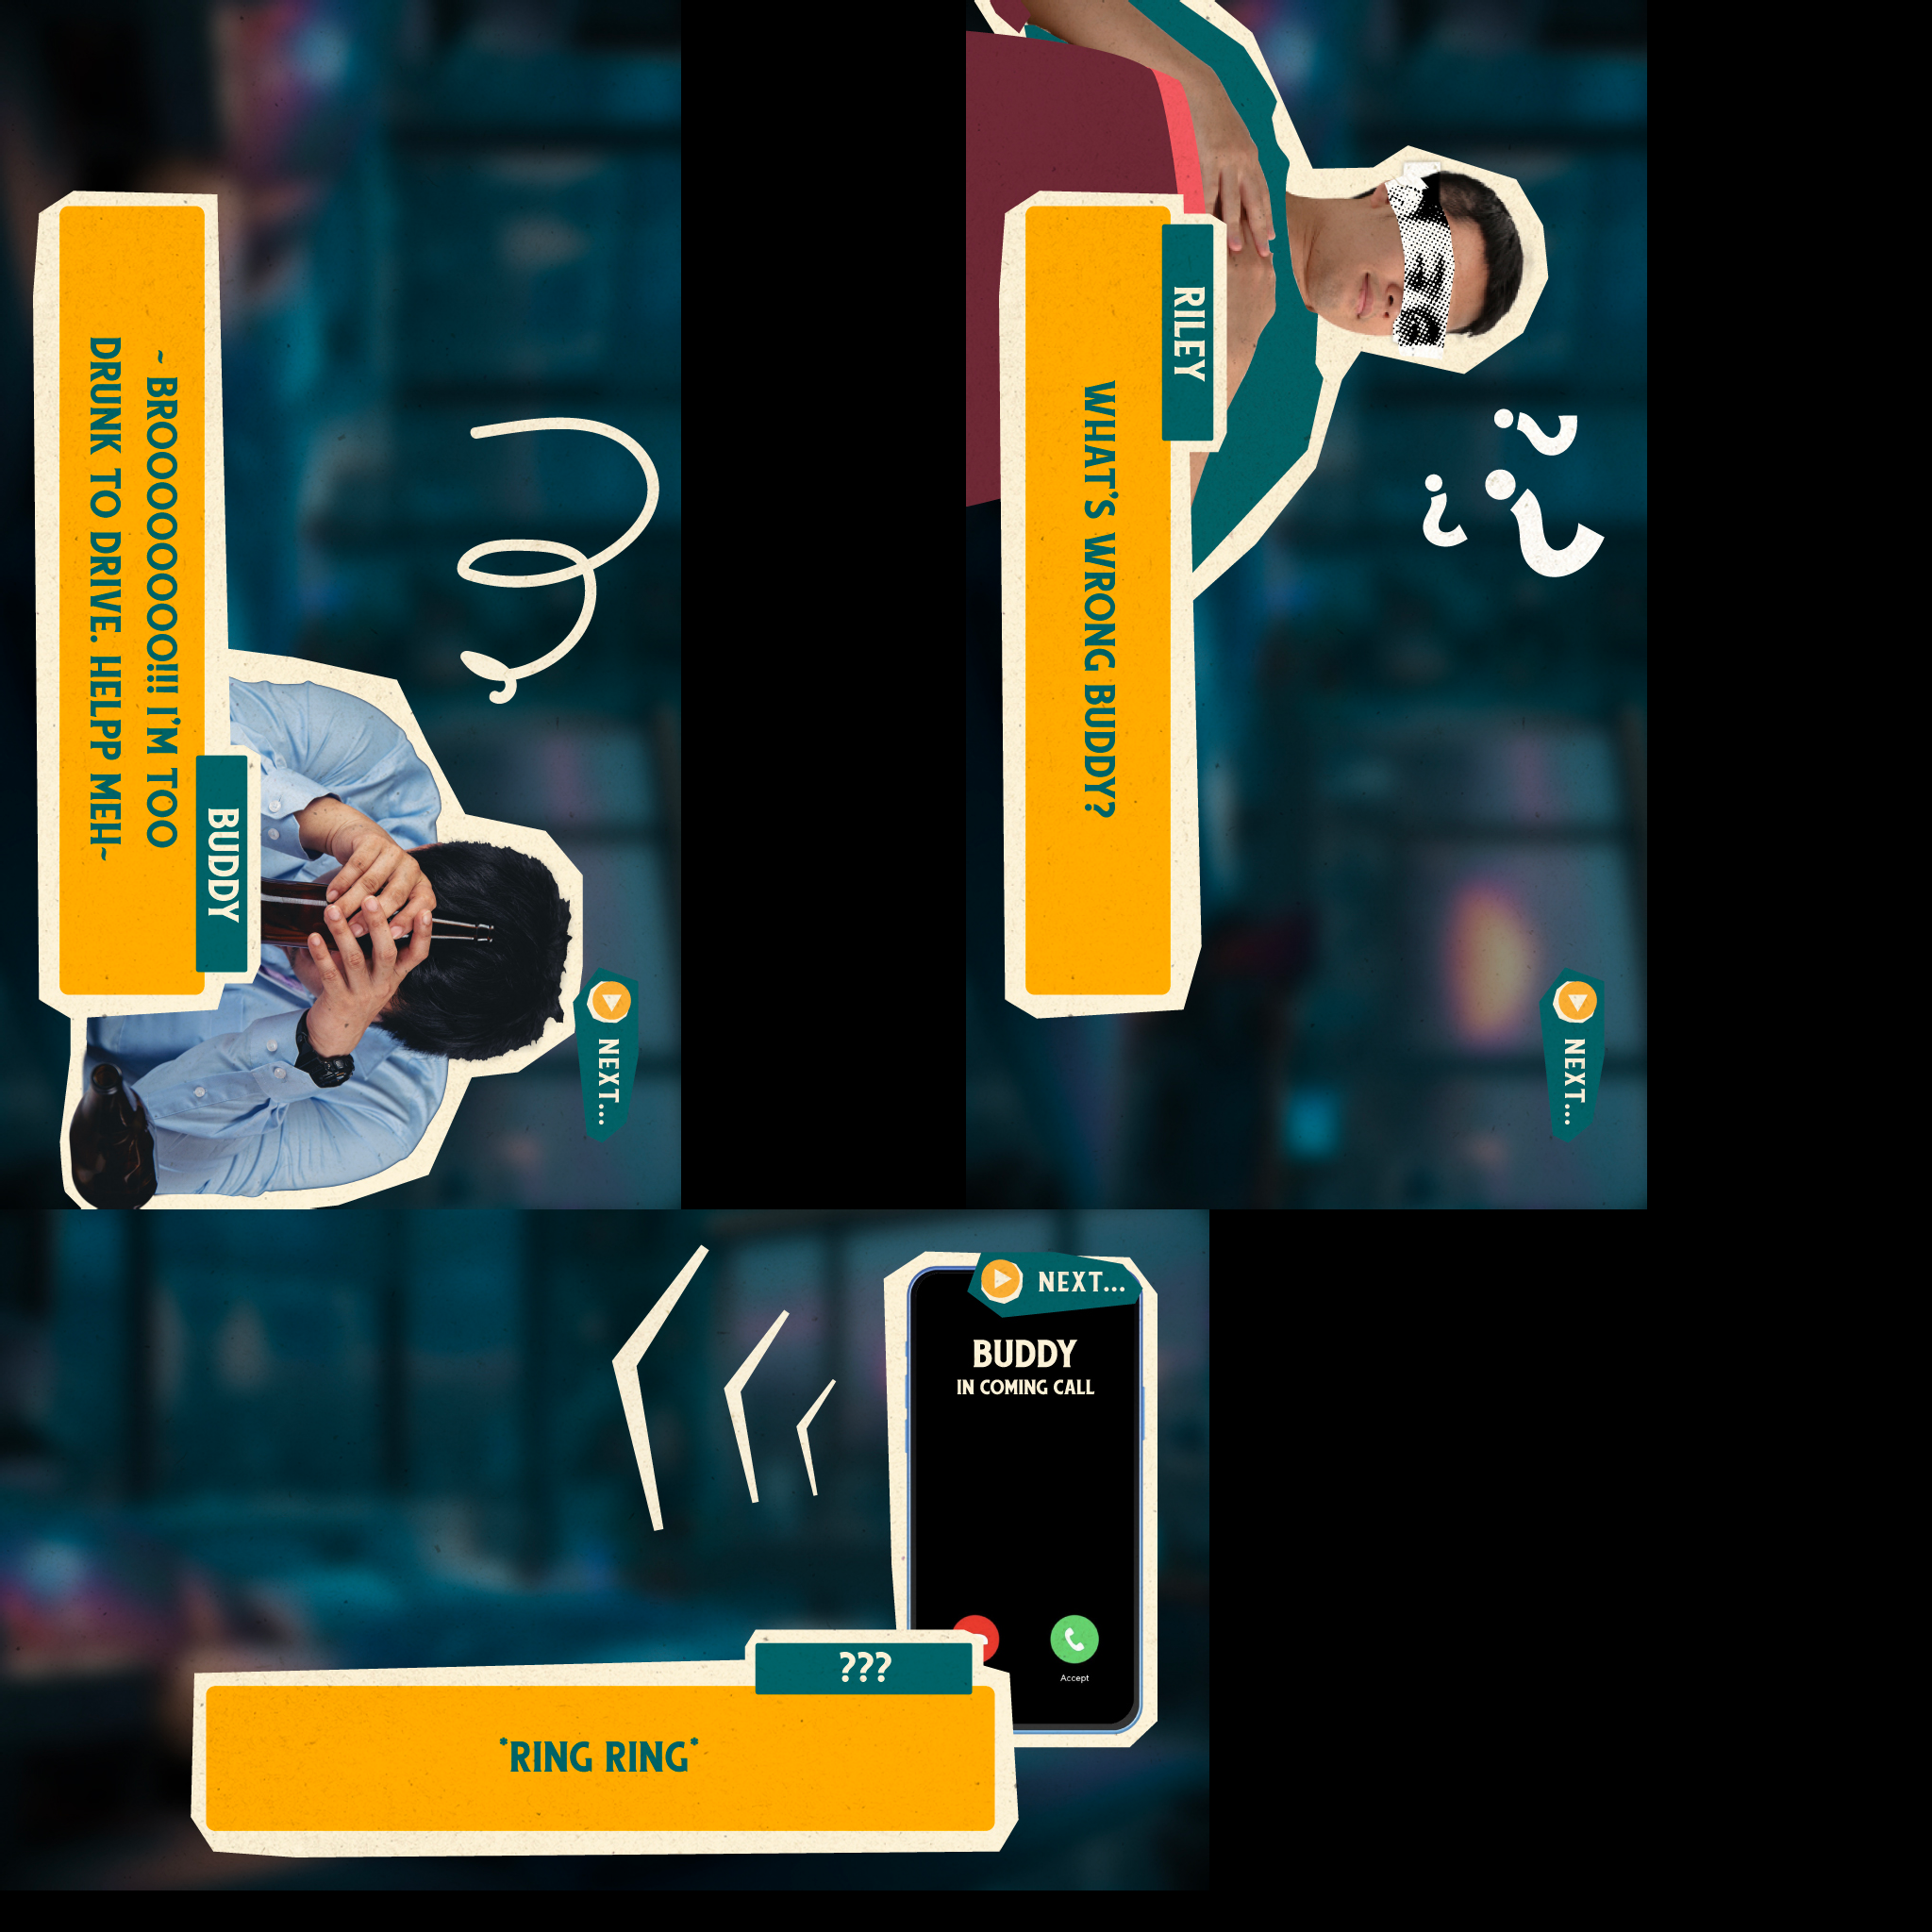 ~ BROOOOOOOOOO!!! I'M TOO
DRUNK TO DRIVE. HELPP MEH~
BUDDY
NEXT...
RILEY
WHAT'S WRONG BUDDY?
? ? ?
NEXT...
NEXT...
BUDDY
IN COMING CALL
Accept
???
*RING RING*